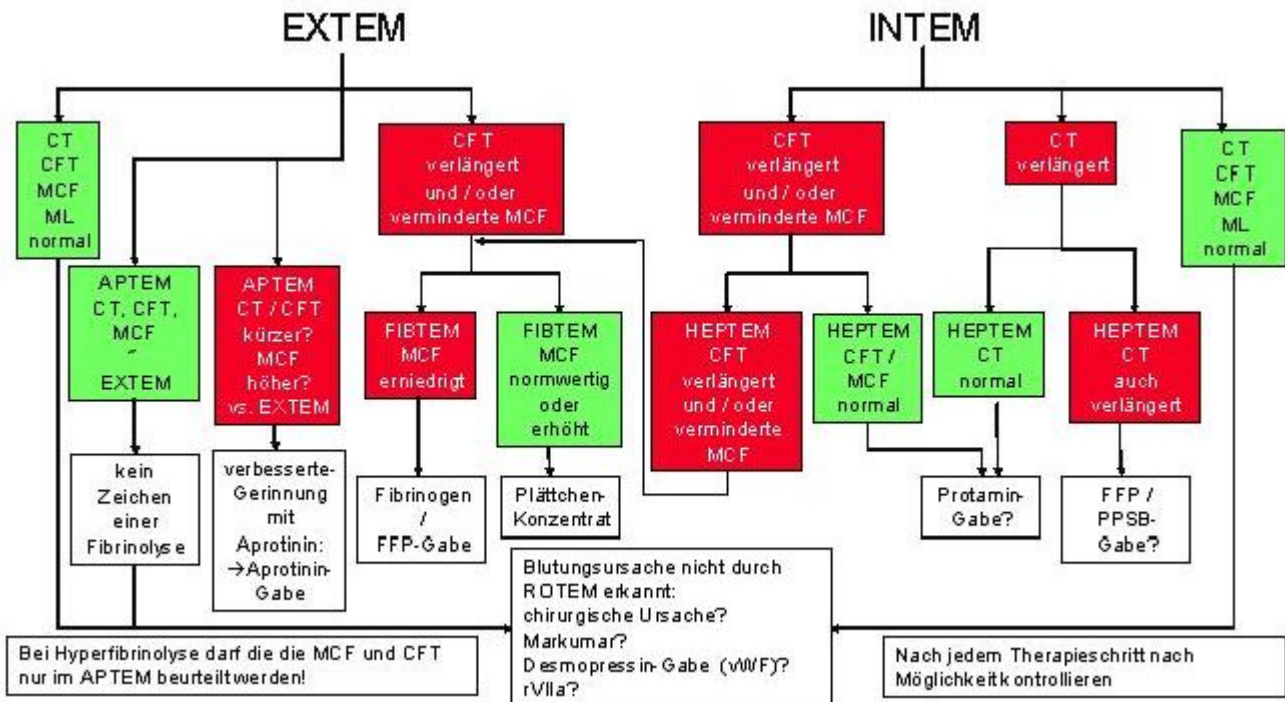 EXTEM
INTEM
CT
CFT
MCF
ML
normal
CFT
verlängert
und / oder
verminderte MCF
CFT
verlängert
und / oder
verminderte MCF
CT
verlängert
CT
CFT
MCF
ML
normal
APTEM
CT, CFT,
MCF
EXTEM
APTEM
CT / CFT
kürzer?
MCF
höher?
vs. EXTEM
FIBTEM
MCF
erniedrigt
FIBTEM
MCF
normwertig
oder
erhöht
HEPTEM
CFT
verlängert
und / oder
verminderte
MCF
HEPTEM
CFT /
MCF
normal
HEPTEM
CT
normal
HEPTEM
CT
auch
verlängert
kein
Zeichen
einer
Fibrinolyse
verbesserte-
Gerinnung
mit
Aprotinin:
→Aprotinin-
Gabe
Fibrinogen
/
FFP-Gabe
Plättchen-
Konzentrat
Protamin-
Gabe?
FFP /
PPSB-
Gabe?
Blutungsursache nicht durch
ROTEM erkannt:
chirurgische Ursache?
Markumar?
Desmopressin-Gabe (vWF)?
rVIIa?
Bei Hyperfibrinolyse darf die die MCF und CFT
nur im APTEM beurteilt werden!
Nach jedem Therapieschritt nach
Möglichkeit kontrollieren